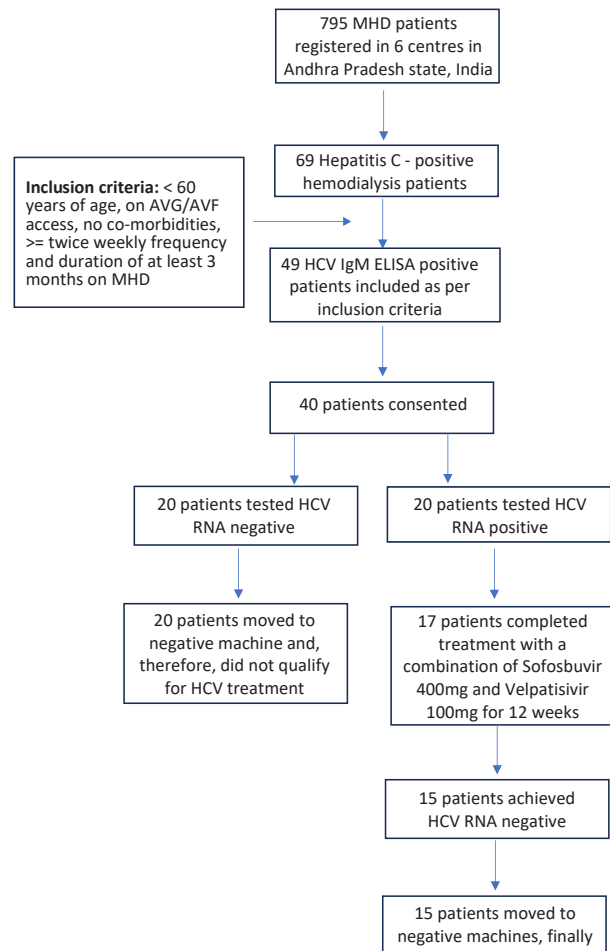 795 MHD patients
registered in 6 centres in
Andhra Pradesh state, India
69 Hepatitis C - positive
hemodialysis patients
Inclusion criteria: < 60
years of age, on AVG/AVF
access, no co-morbidities,
>= twice weekly frequency
and duration of at least 3
months on MHD
49 HCV IgM ELISA positive
patients included as per
inclusion criteria
40 patients consented
20 patients tested HCV
RNA negative
20 patients tested HCV
RNA positive
20 patients moved to
negative machine and,
therefore, did not qualify
for HCV treatment
17 patients completed
treatment with a
combination of Sofosbuvir
400mg and Velpatisivir
100mg for 12 weeks
15 patients achieved
HCV RNA negative
15 patients moved to
negative machines, finally